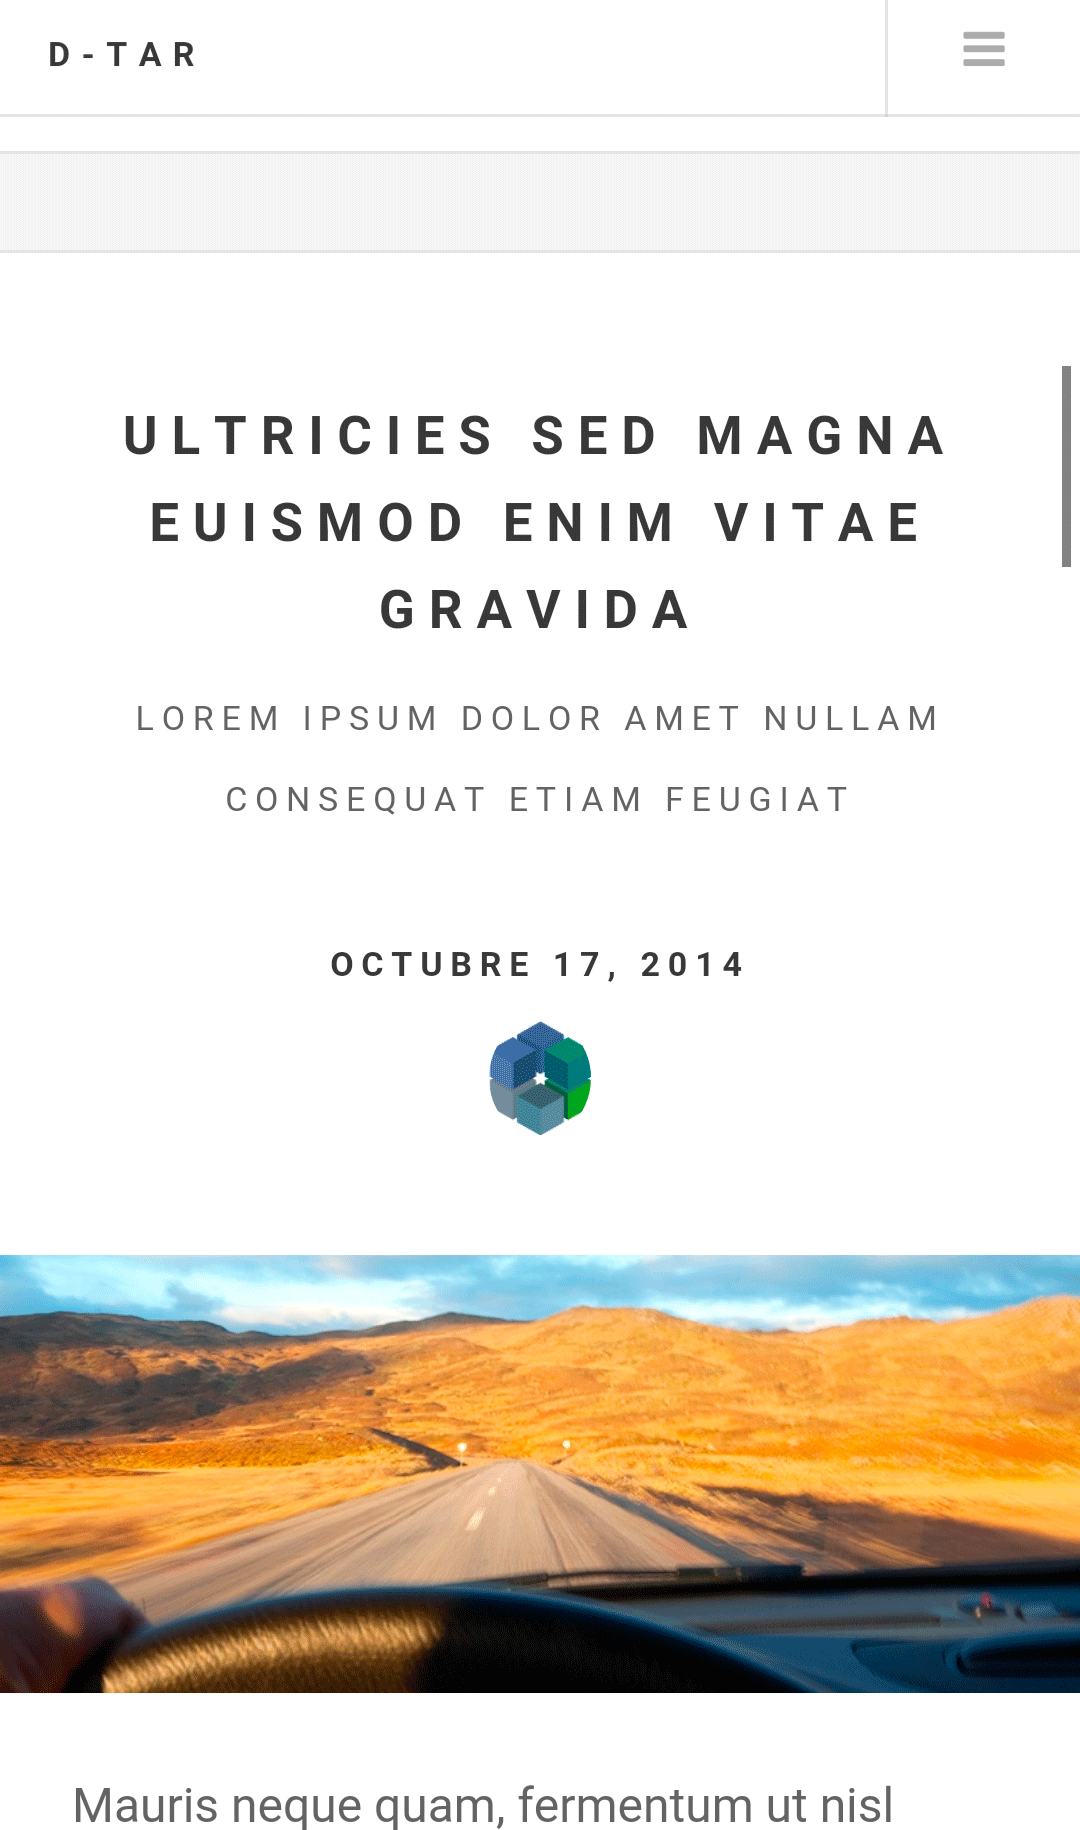 D-TAR
ULTRICIES SED MAGNA
EUISMOD ENIM VITAE
GRAVIDA
LOREM IPSUM DOLOR AMET NULLAM
CONSEQUAT ETIAM FEUGIAT
OCTUBRE 17, 2014
Mauris neque quam, fermentum ut nisl